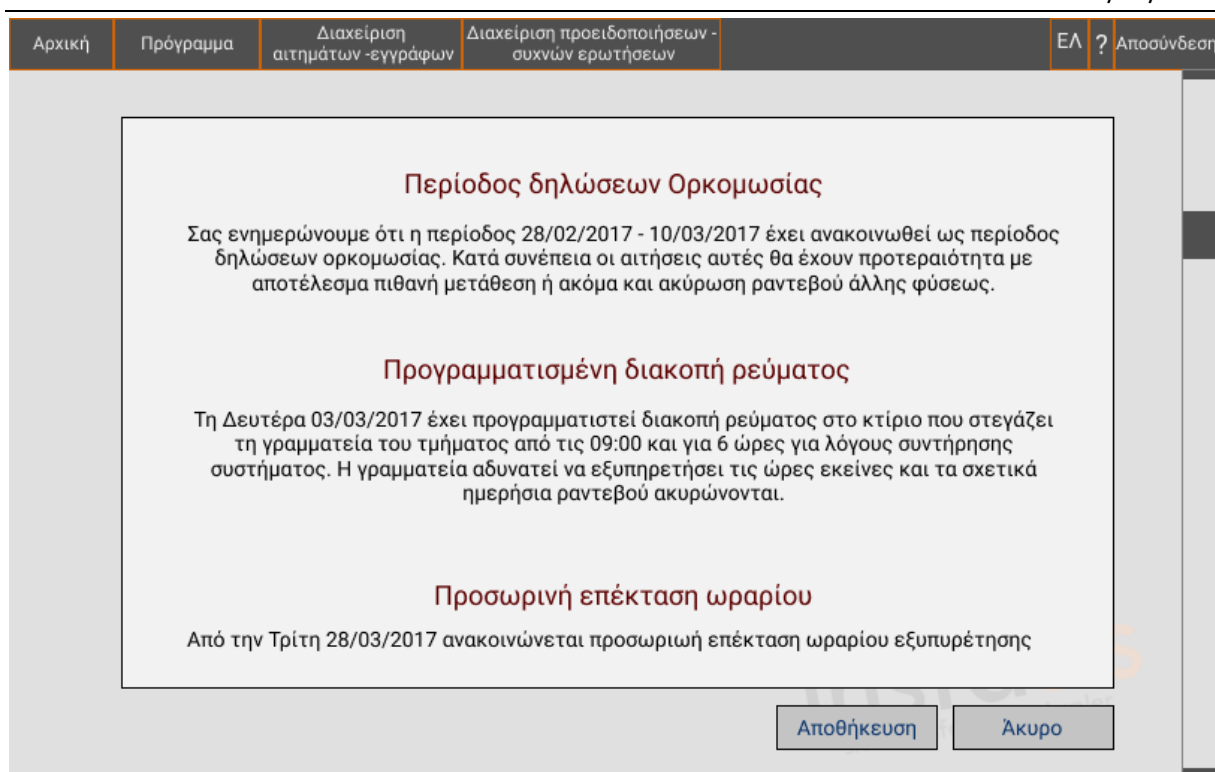 Αρχική
Πρόγραμμα
Διαχείριση
αιτημάτων -εγγράφων
Διαχείριση προειδοποιήσεων -
συχνών ερωτήσεων
ΕΛ
?
Αποσύνδεση
Περίοδος δηλώσεων Ορκομωσίας
Σας ενημερώνουμε ότι η περίοδος 28/02/2017 - 10/03/2017 έχει ανακοινωθεί ως περίοδος
δηλώσεων ορκομωσίας. Κατά συνέπεια οι αιτήσεις αυτές θα έχουν προτεραιότητα με
αποτέλεσμα πιθανή μετάθεση ή ακόμα και ακύρωση ραντεβού άλλης φύσεως.
Προγραμματισμένη διακοπή ρεύματος
Τη Δευτέρα 03/03/2017 έχει προγραμματιστεί διακοπή ρεύματος στο κτίριο που στεγάζει
τη γραμματεία του τμήματος από τις 09:00 και για 6 ώρες για λόγους συντήρησης
συστήματος. Η γραμματεία αδυνατεί να εξυπηρετήσει τις ώρες εκείνες και τα σχετικά
ημερήσια ραντεβού ακυρώνονται.
Προσωρινή επέκταση ωραρίου
Από την Τρίτη 28/03/2017 ανακοινώνεται προσωριωή επέκταση ωραρίου εξυπυρέτησης
Αποθήκευση
Άκυρο